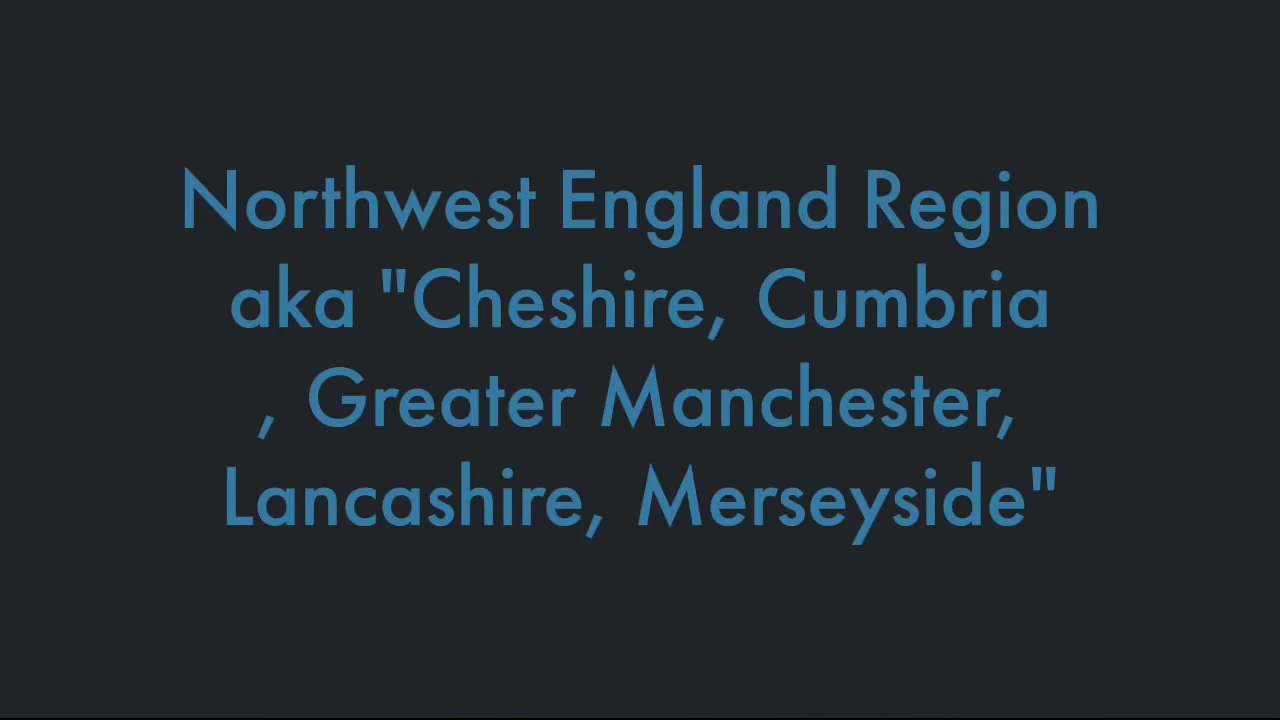 Northwest England Region
aka "Cheshire, Cumbria
, Greater Manchester,
Lancashire, Merseyside"